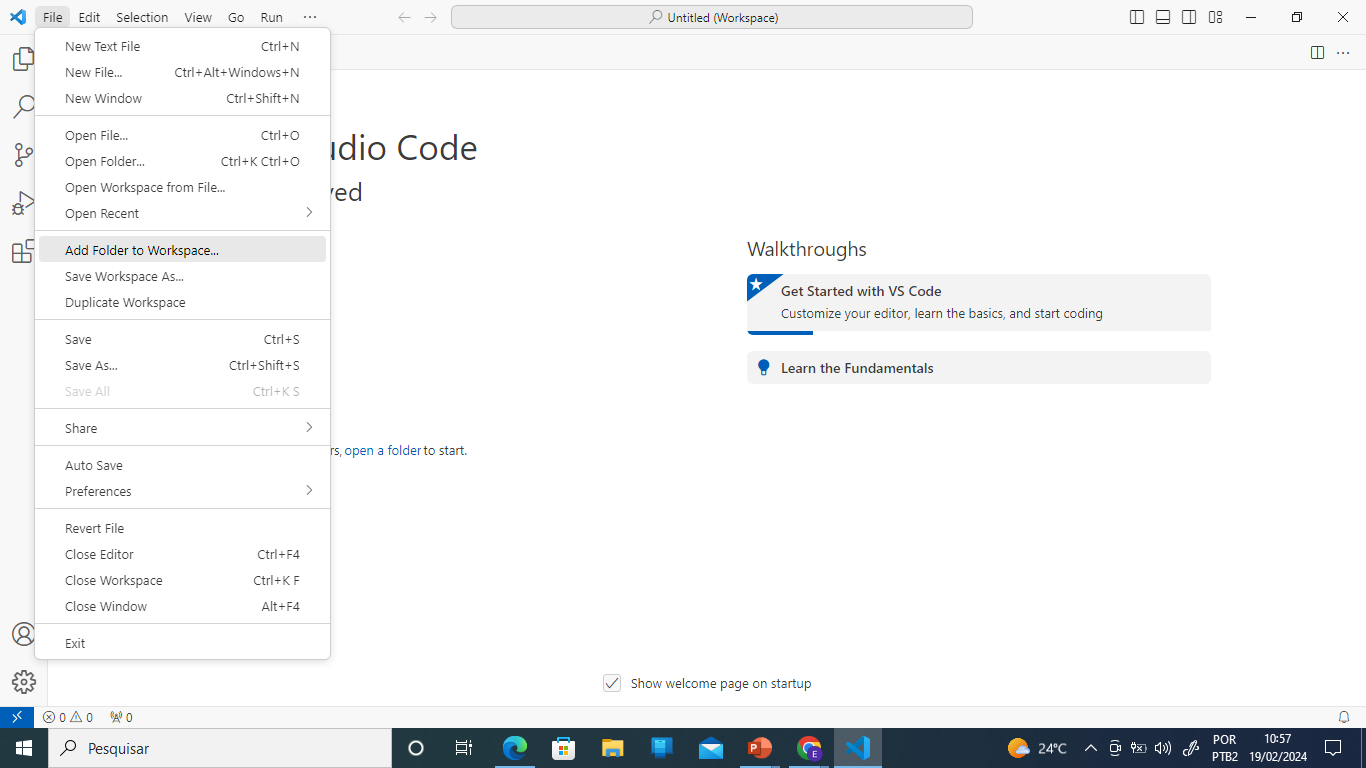 File Edit Selection View Go Run ···
Untitled (Workspace)
New Text File Ctrl+N
New File... Ctrl+Alt+Windows+N
New Window Ctrl+Shift+N
Open File... Ctrl+O
Open Folder... Ctrl+K Ctrl+O
Open Workspace from File...
Open Recent
Add Folder to Workspace...
Save Workspace As...
Duplicate Workspace
Save Ctrl+S
Save As... Ctrl+Shift+S
Save All Ctrl+K S
Share
Auto Save
Preferences
Revert File
Close Editor Ctrl+F4
Close Workspace Ctrl+K F
Close Window Alt+F4
Exit
Code
open a folder to start.
Walkthroughs
Get Started with VS Code
Customize your editor, learn the basics, and start coding
Learn the Fundamentals
Show welcome page on startup
0 0 0
Pesquisar
24°C
POR
PTB2
10:57
19/02/2024